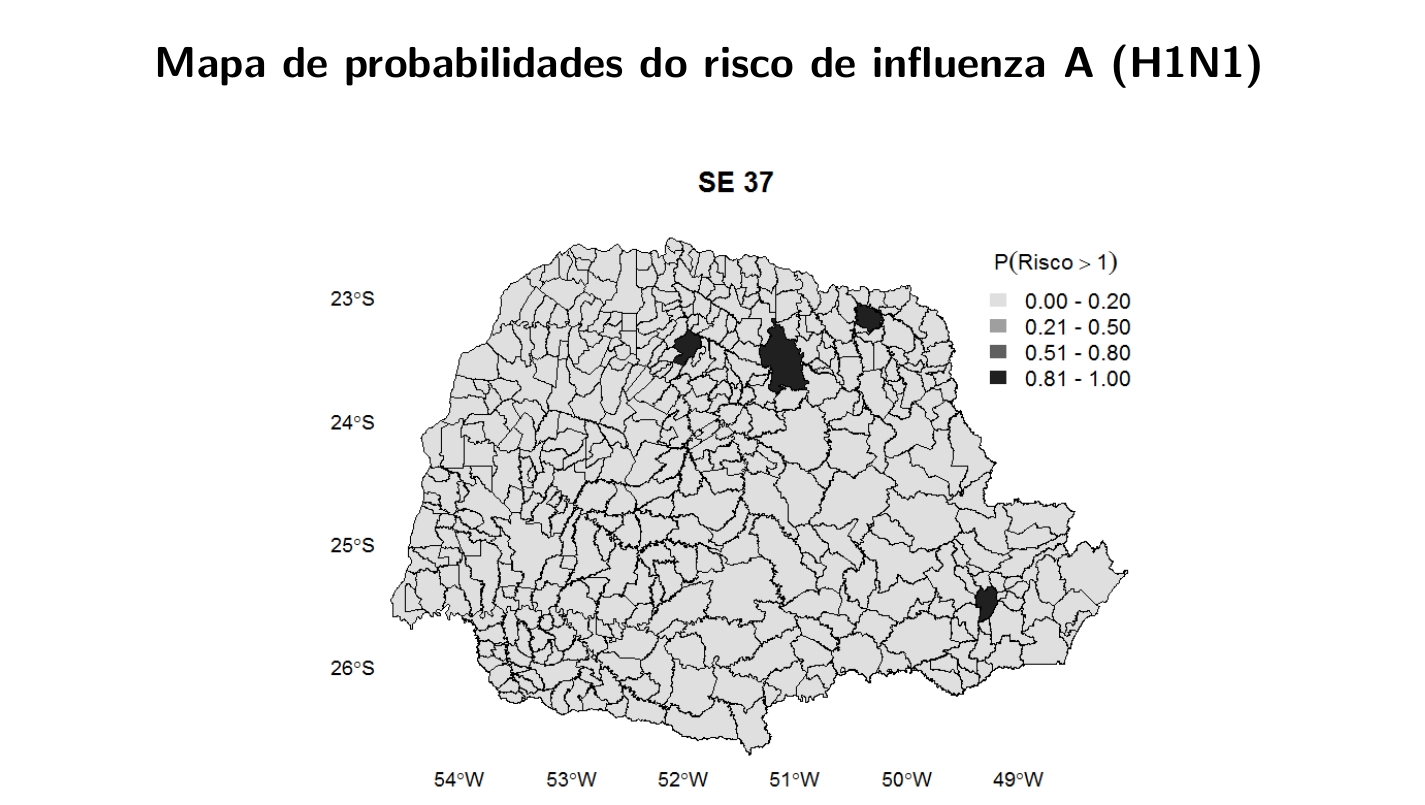 Mapa de probabilidades do risco de influenza A (H1N1)
SE 37
P(Risco > 1)
0.00 - 0.20
0.21 - 0.50
0.51 - 0.80
0.81 - 1.00
23°S
24°S
25°S
26°S
54°W 53°W 52°W 51°W 50°W 49°W